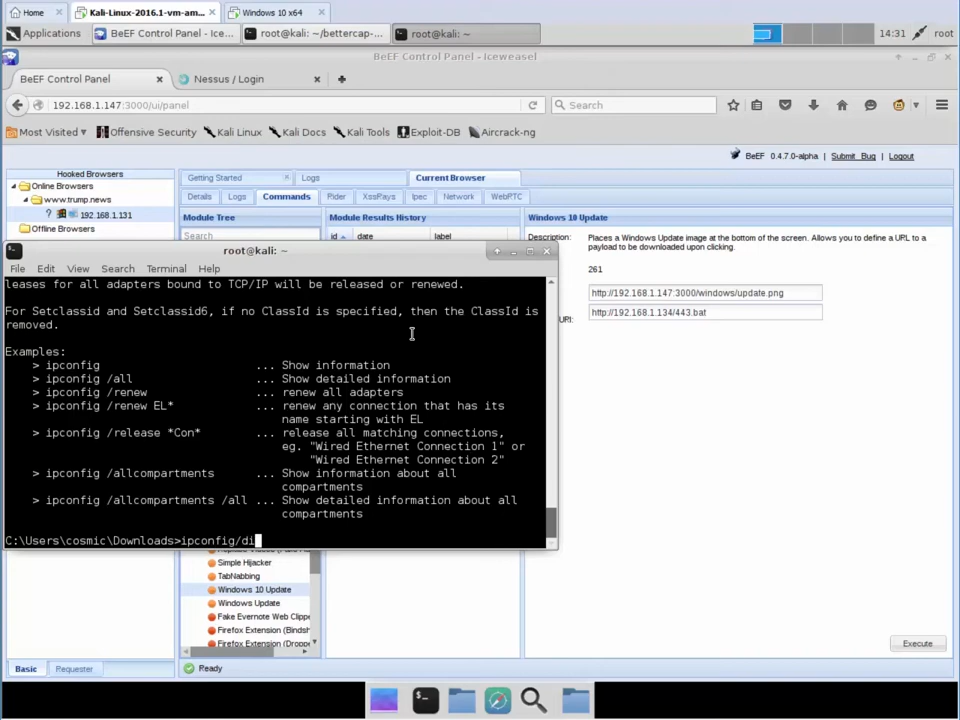 Home
Kali-Linux-2016.1-vm-am...
Windows 10 x64
Applications
BeEF Control Panel - Ice...
root@kali: ~/bettercap-...
root@kali: ~
14:31
root
BeEF Control Panel - Iceweasel
BeEF Control Panel
Nessus / Login
192.168.1.147:3000/ui/panel
Search
Most Visited
Offensive Security
Kali Linux
Kali Docs
Kali Tools
Exploit-DB
Aircrack-ng
BeEF 0.4.7.0-alpha | Submit Bug | Logout
Hooked Browsers
Online Browsers
www.trump.news
? 192.168.1.131
Offline Browsers
Getting Started
Logs
Current Browser
Details
Logs
Commands
Rider
XssRays
Ipec
Network
WebRTC
Module Tree
Search
Module Results History
id
date
label
Windows 10 Update
Description:
Places a Windows Update image at the bottom of the screen. Allows you to define a URL to a
payload to be downloaded upon clicking.
261
http://192.168.1.147:3000/windows/update.png
URI:
http://192.168.1.134/443.bat
root@kali: ~
File Edit View Search Terminal Help
leases for all adapters bound to TCP/IP will be released or renewed.
For Setclassid and Setclassid6, if no ClassId is specified, then the ClassId is
removed.
Examples:
> ipconfig ... Show information
> ipconfig /all ... Show detailed information
> ipconfig /renew ... renew all adapters
> ipconfig /renew EL* ... renew any connection that has its
name starting with EL
> ipconfig /release *Con* ... release all matching connections,
eg. "Wired Ethernet Connection 1" or
"Wired Ethernet Connection 2"
> ipconfig /allcompartments ... Show information about all
compartments
> ipconfig /allcompartments /all ... Show detailed information about all
compartments
C:\Users\cosmic\Downloads>ipconfig/di
Simple Hijacker
TabNabbing
Windows 10 Update
Windows Update
Fake Evernote Web Clippe
Firefox Extension (Bindsh
Firefox Extension (Droppe
Execute
Basic
Requester
Ready